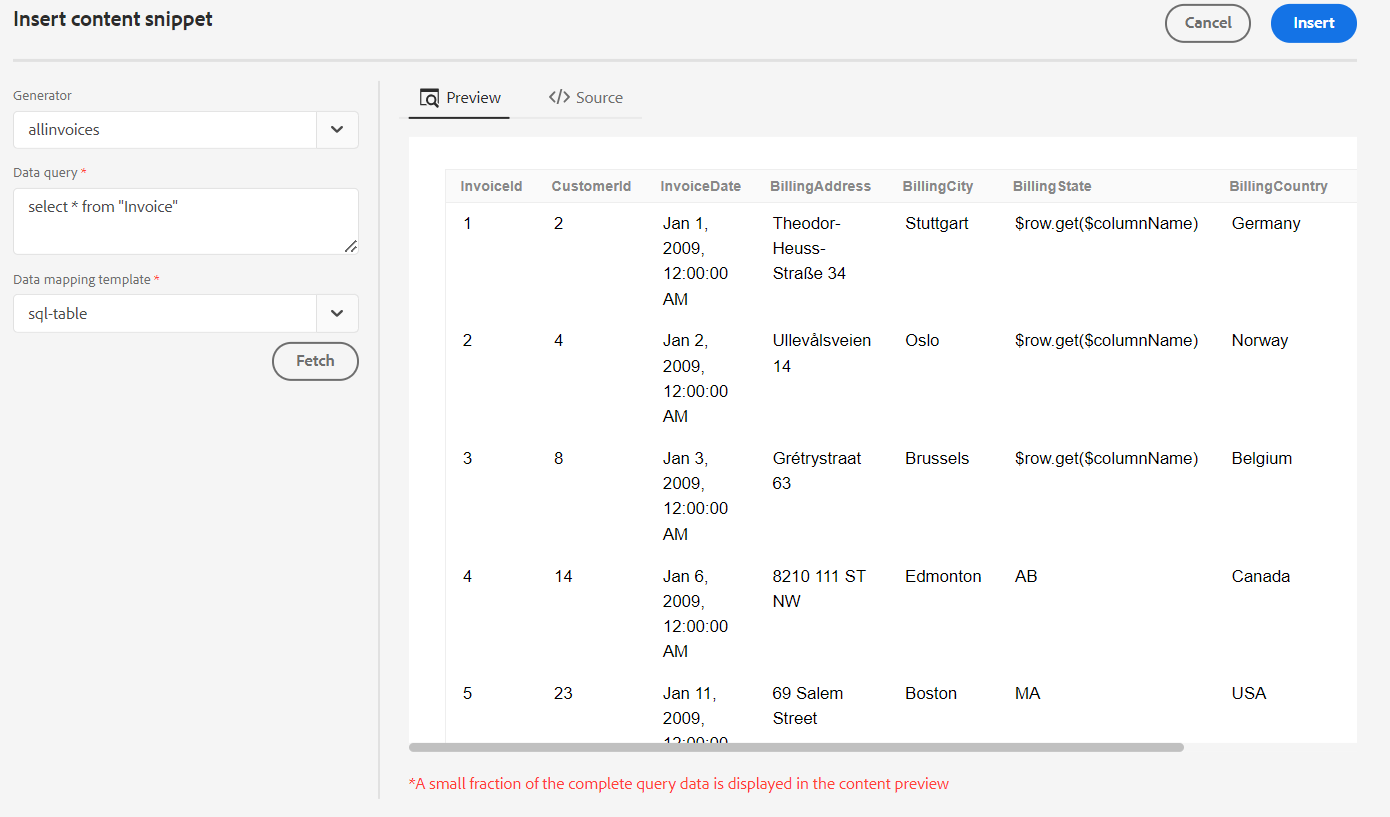 Insert content snippet
Cancel
Insert
Generator
allinvoices
Data query *
select * from "Invoice"
Data mapping template *
sql-table
Fetch
Preview
</> Source
InvoiceId CustomerId InvoiceDate BillingAddress BillingCity BillingState BillingCountry
1 2 Jan 1, Theodor- Stuttgart $row.get($columnName) Germany
2009, Heuss-
12:00:00 Straße 34
AM
2 4 Jan 2, Ullevålsveien Oslo $row.get($columnName) Norway
2009, 14
12:00:00
AM
3 8 Jan 3, Grétrystraat Brussels $row.get($columnName) Belgium
2009, 63
12:00:00
AM
4 14 Jan 6, 8210 111 ST Edmonton AB Canada
2009, NW
12:00:00
AM
5 23 Jan 11, 69 Salem Boston MA USA
2009, Street
12:00:00
*A small fraction of the complete query data is displayed in the content preview